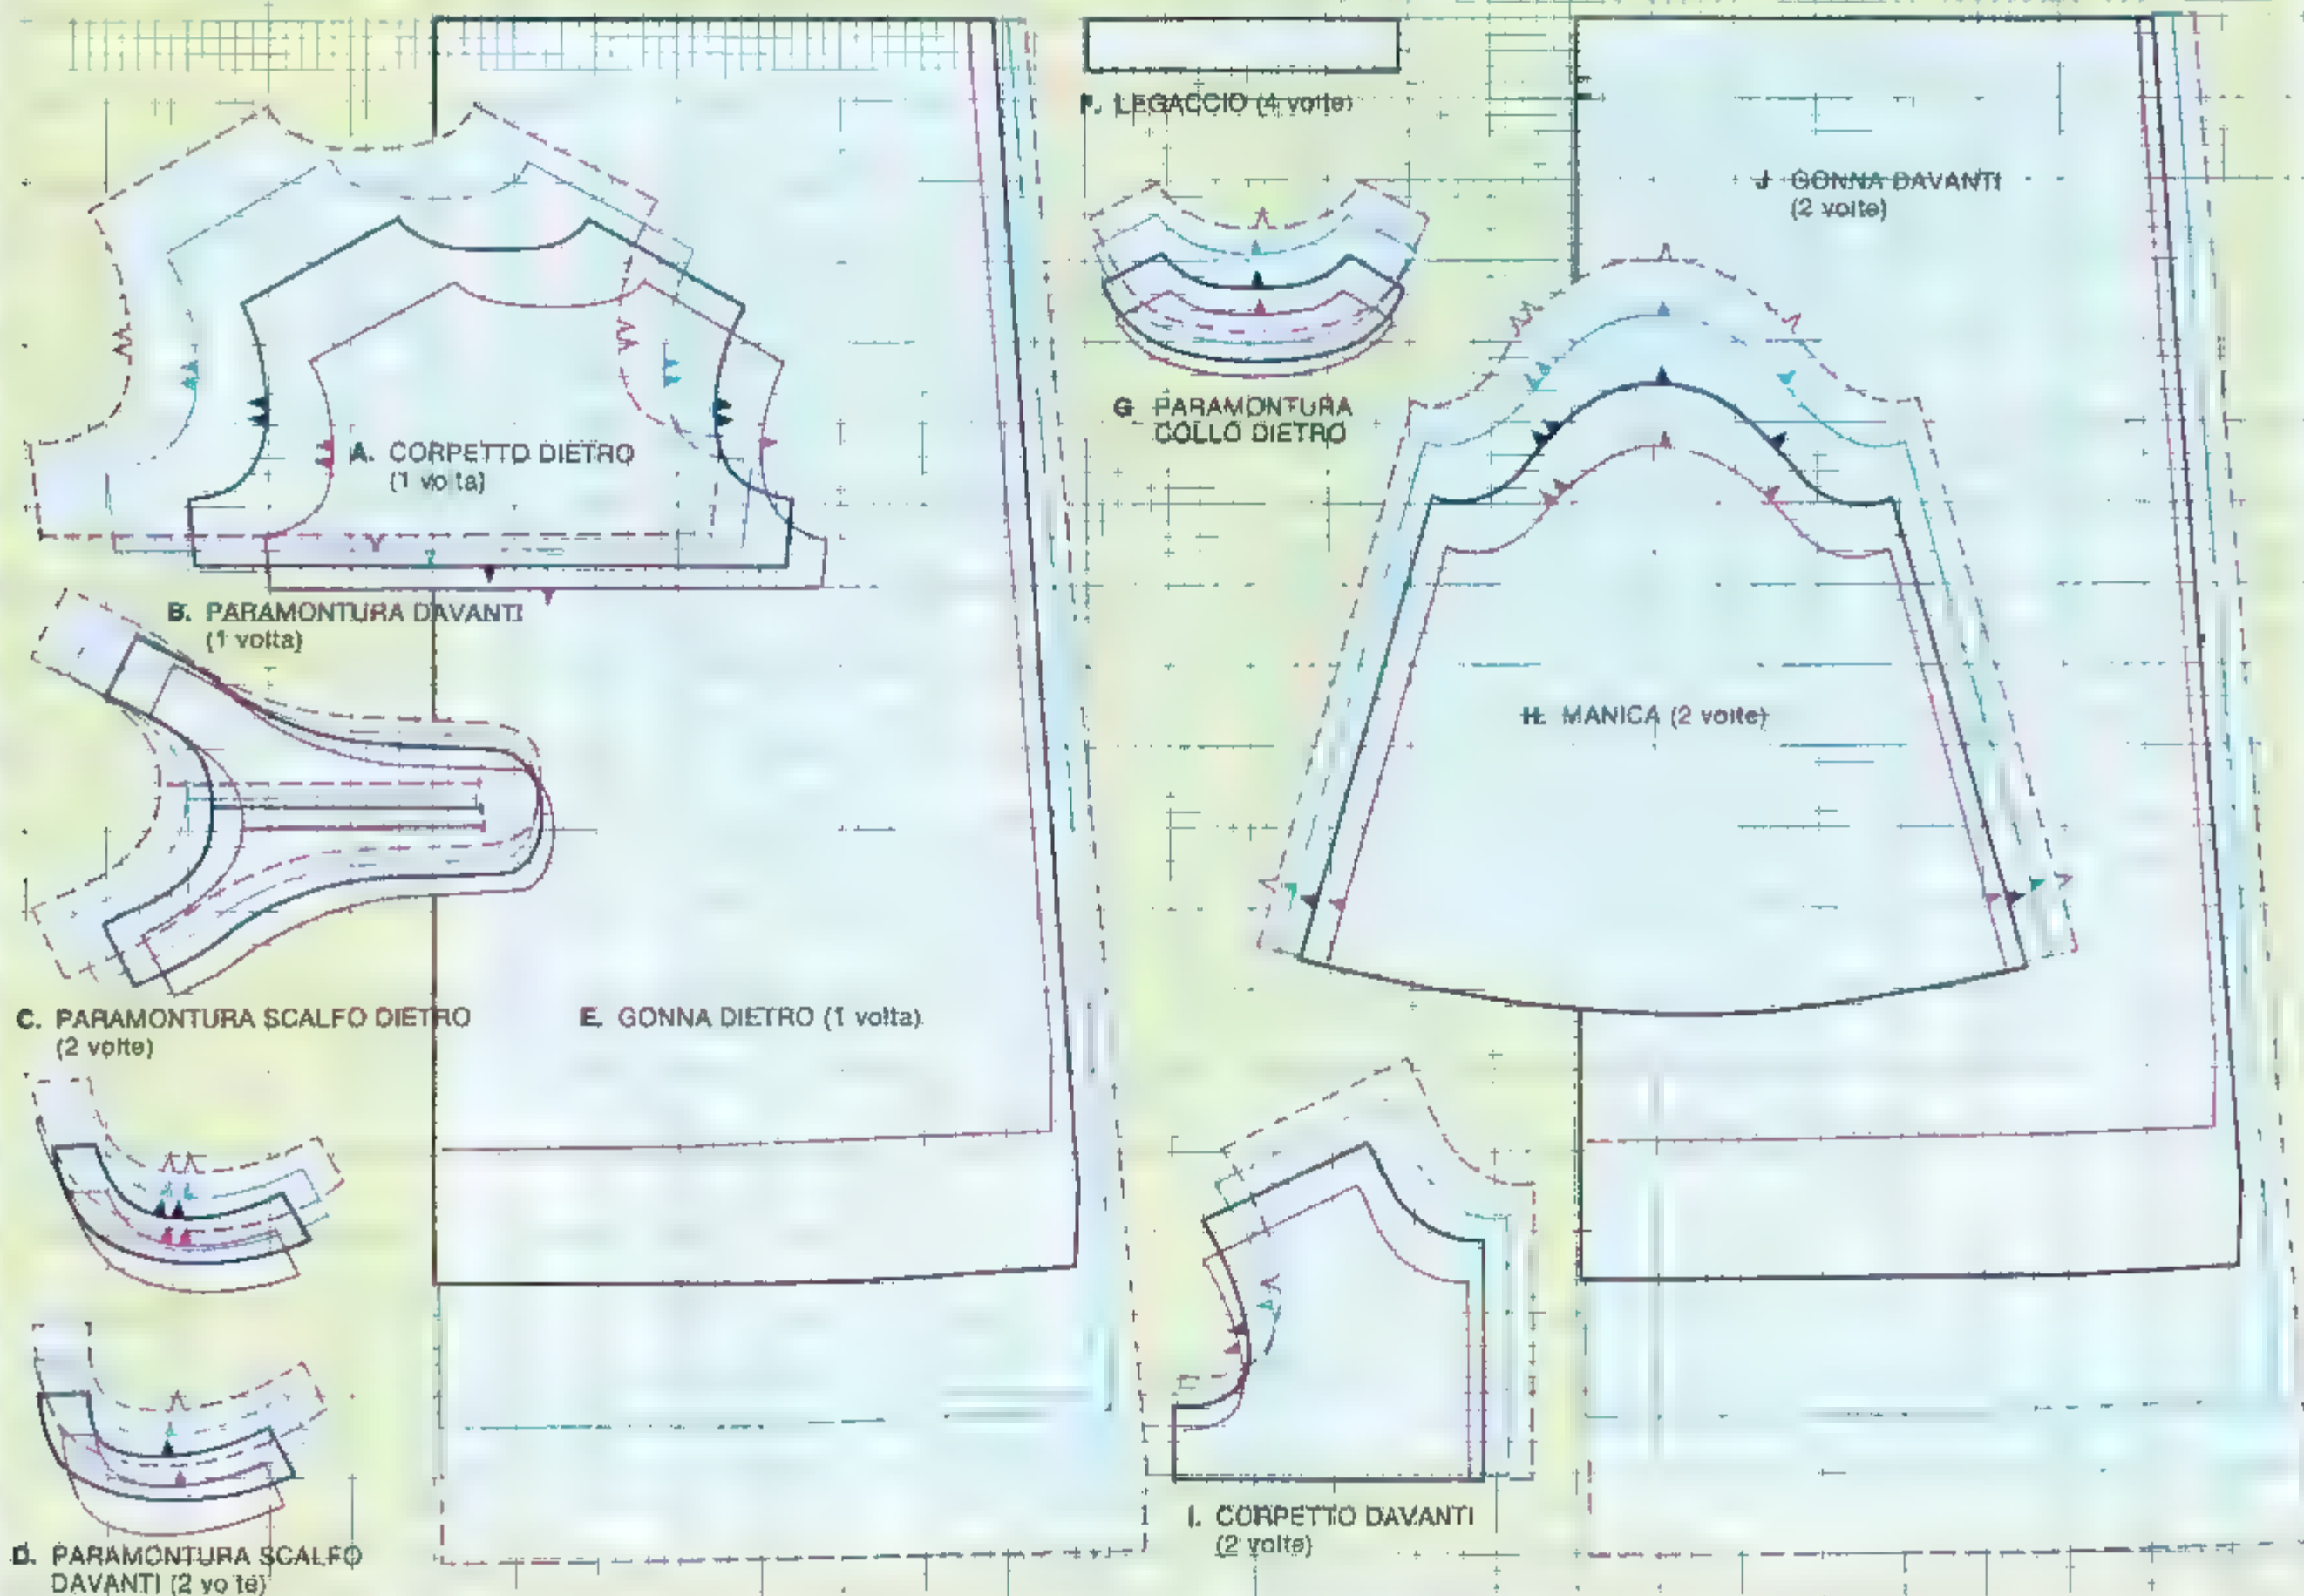 A. CORPETTO DIETRO
(1 volta)
B. PARAMONTURA DAVANTI
(1 volta)
C. PARAMONTURA SCALFO DIETRO
(2 volte)
D. PARAMONTURA SCALFO
DAVANTI (2 volte)
E. GONNA DIETRO (1 volta)
F. LEGACCIO (4 volte)
G PARAMONTURA
COLLO DIETRO
H. MANICA (2 volte)
I. CORPETTO DAVANTI
(2 volte)
J GONNA DAVANTI
(2 volte)